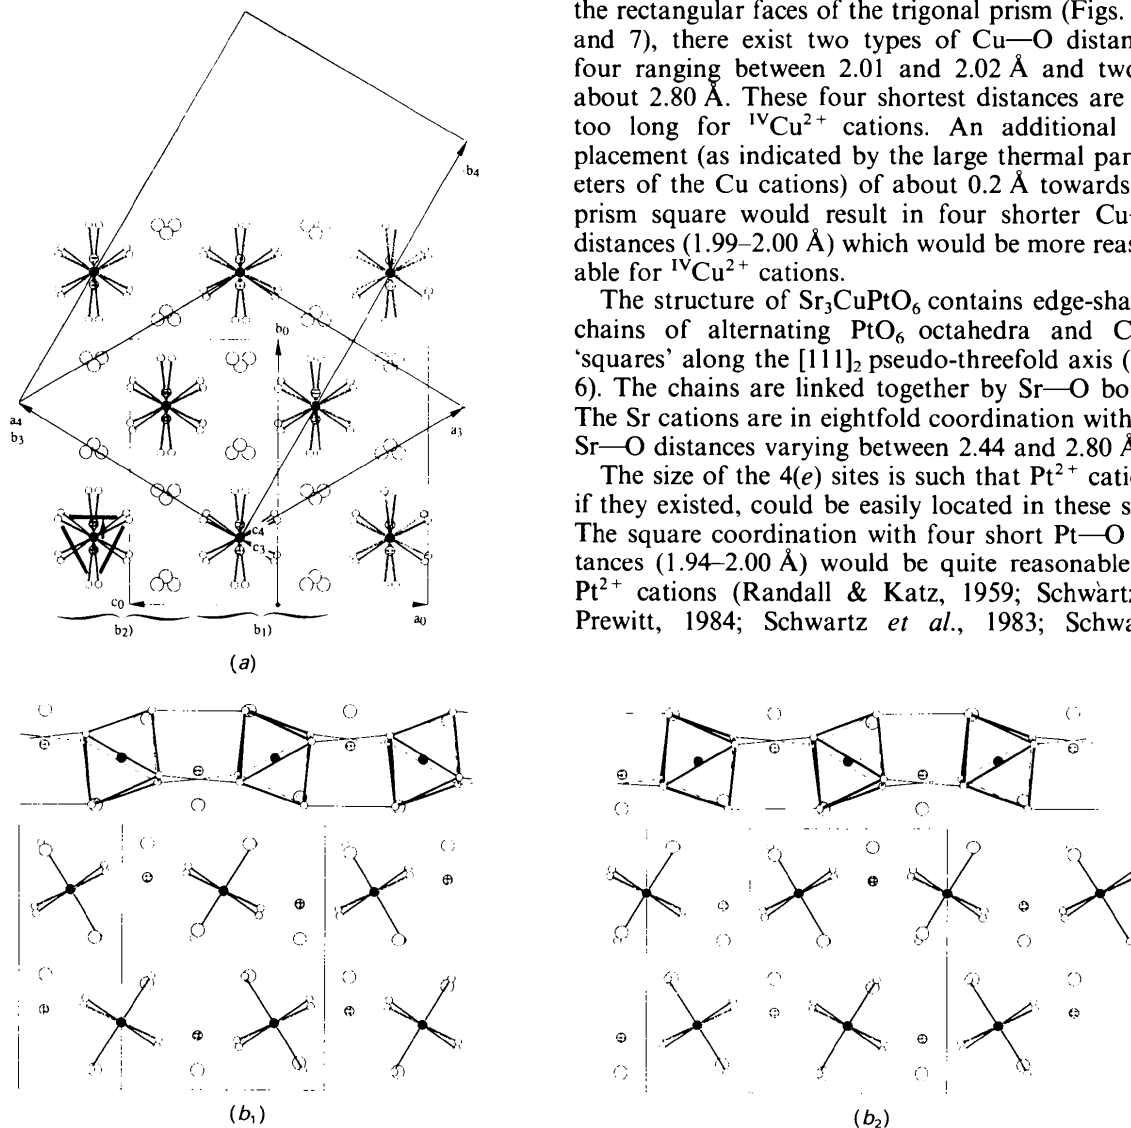 the rectangular faces of the trigonal prism (Figs.
and 7), there exist two types of Cu—O distan
four ranging between 2.01 and 2.02 Å and two
about 2.80 Å. These four shortest distances are
too long for ᴵⱽCu²⁺ cations. An additional
placement (as indicated by the large thermal par
eters of the Cu cations) of about 0.2 Å towards
prism square would result in four shorter Cu-
distances (1.99–2.00 Å) which would be more reas
able for ᴵⱽCu²⁺ cations.
The structure of Sr₃CuPtO₆ contains edge-sha
chains of alternating PtO₆ octahedra and C
'squares' along the [111]₂ pseudo-threefold axis (
6). The chains are linked together by Sr—O bo
The Sr cations are in eightfold coordination with
Sr—O distances varying between 2.44 and 2.80 Å
The size of the 4(e) sites is such that Pt²⁺ catio
if they existed, could be easily located in these s
The square coordination with four short Pt—O
tances (1.94–2.00 Å) would be quite reasonable
Pt²⁺ cations (Randall & Katz, 1959; Schwartz
Prewitt, 1984; Schwartz et al., 1983; Schwa
b₄
b₀
a₄
b₃
a₃
c₄
c₃
c₀
a₀
b₂)
b₁)
(a)
(b₁)
(b₂)